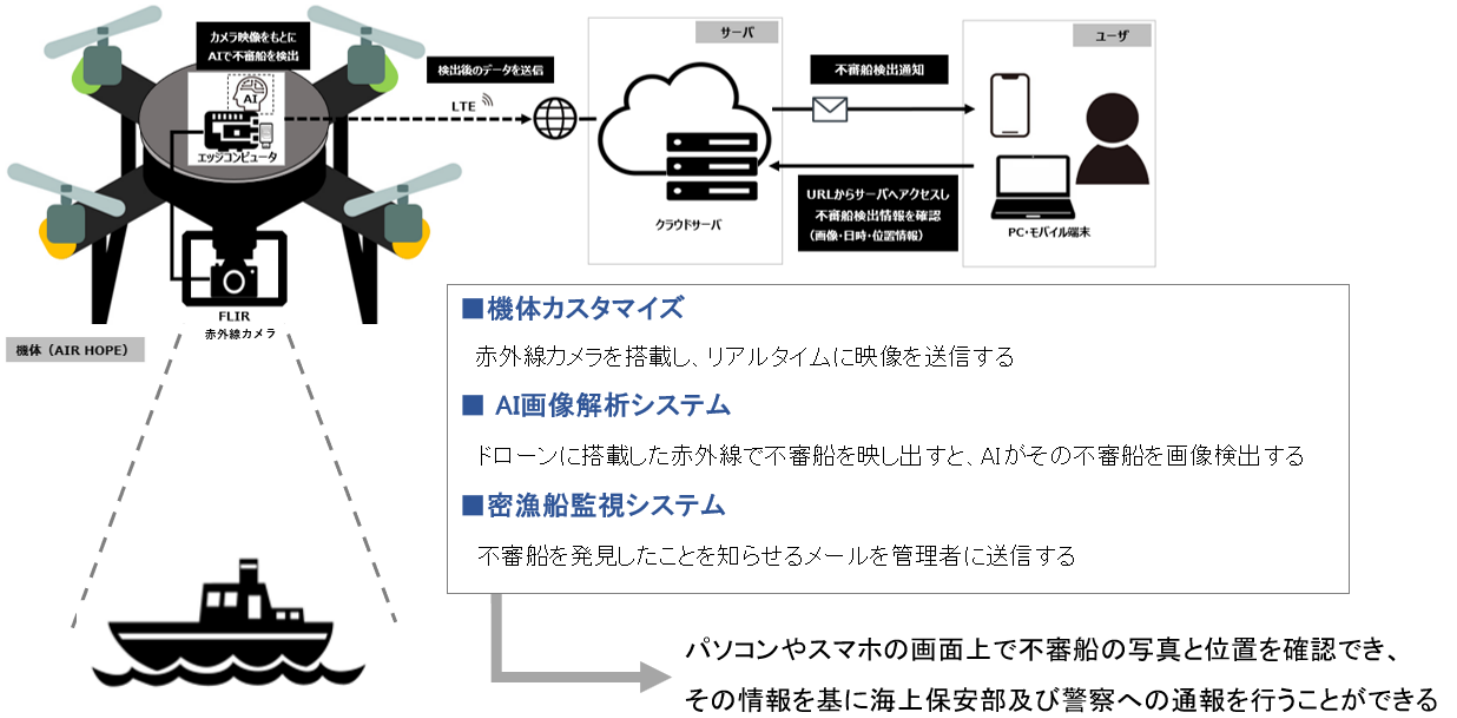 カメラ映像をもとに
AIで不審船を検出
AI
エッジコンピュータ
FLIR
赤外線カメラ
機体（AIR HOPE）
検出後のデータを送信
LTE
サーバ
クラウドサーバ
不審船検出通知
URLからサーバへアクセスし
不審船検出情報を確認
（画像・日時・位置情報）
ユーザ
PC・モバイル端末
■機体カスタマイズ
赤外線カメラを搭載し、リアルタイムに映像を送信する
■ AI画像解析システム
ドローンに搭載した赤外線で不審船を映し出すと、AIがその不審船を画像検出する
■密漁船監視システム
不審船を発見したことを知らせるメールを管理者に送信する
パソコンやスマホの画面上で不審船の写真と位置を確認でき、
その情報を基に海上保安部及び警察への通報を行うことができる